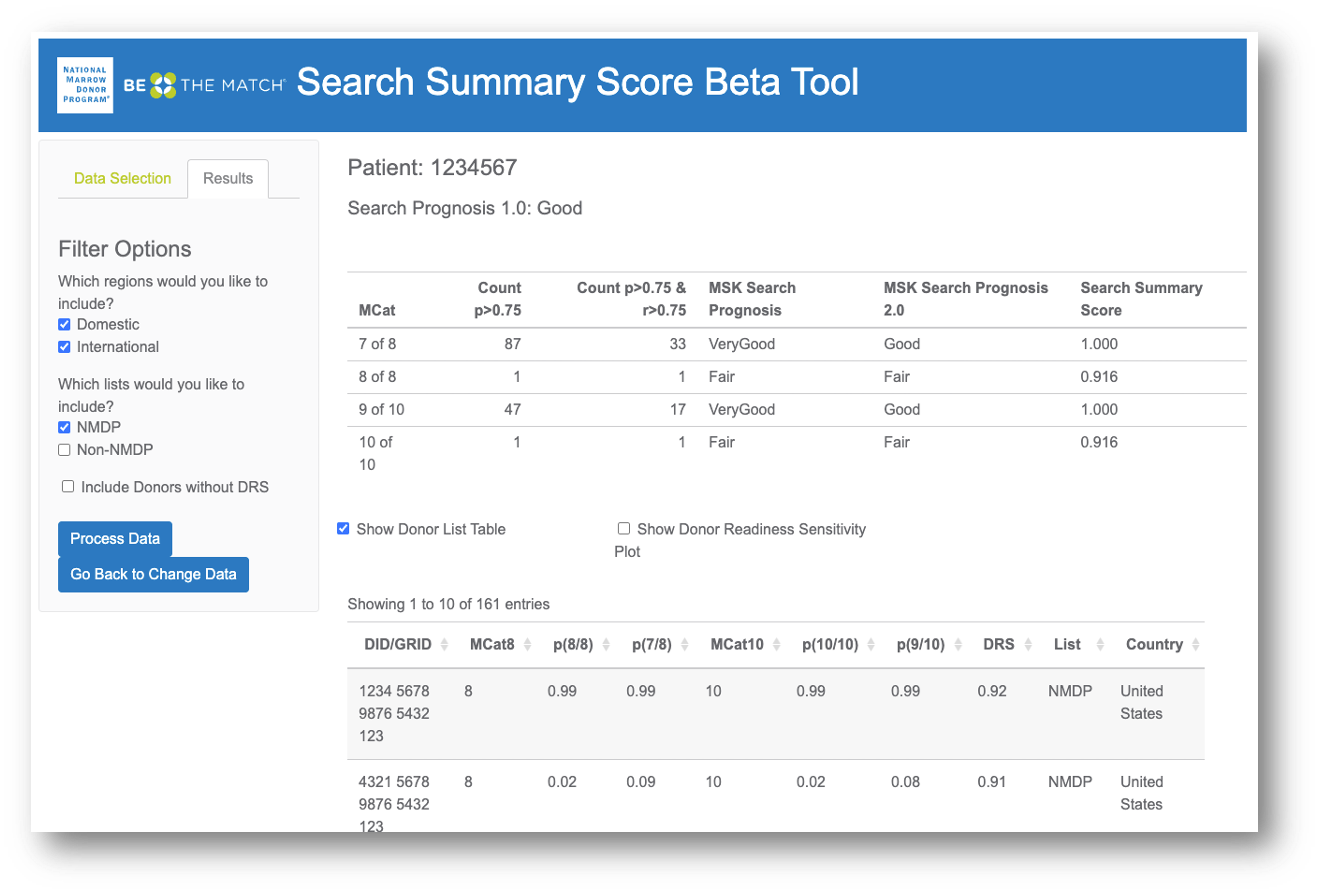 NATIONAL
MARROW
DONOR
PROGRAM®
BE THE MATCH®
Search Summary Score Beta Tool
Data Selection
Results
Filter Options
Which regions would you like to
include?
Domestic
International
Which lists would you like to
include?
NMDP
Non-NMDP
Include Donors without DRS
Process Data
Go Back to Change Data
Patient: 1234567
Search Prognosis 1.0: Good
MCat Count p>0.75 Count p>0.75 & r>0.75 MSK Search Prognosis MSK Search Prognosis 2.0 Search Summary Score
7 of 8 87 33 VeryGood Good 1.000
8 of 8 1 1 Fair Fair 0.916
9 of 10 47 17 VeryGood Good 1.000
10 of 1 1 Fair Fair 0.916
10
Show Donor List Table
Show Donor Readiness Sensitivity
Plot
Showing 1 to 10 of 161 entries
DID/GRID MCat8 p(8/8) p(7/8) MCat10 p(10/10) p(9/10) DRS List Country
1234 5678 8 0.99 0.99 10 0.99 0.99 0.92 NMDP United
9876 5432 States
123
4321 5678 8 0.02 0.09 10 0.02 0.08 0.91 NMDP United
9876 5432 States
123